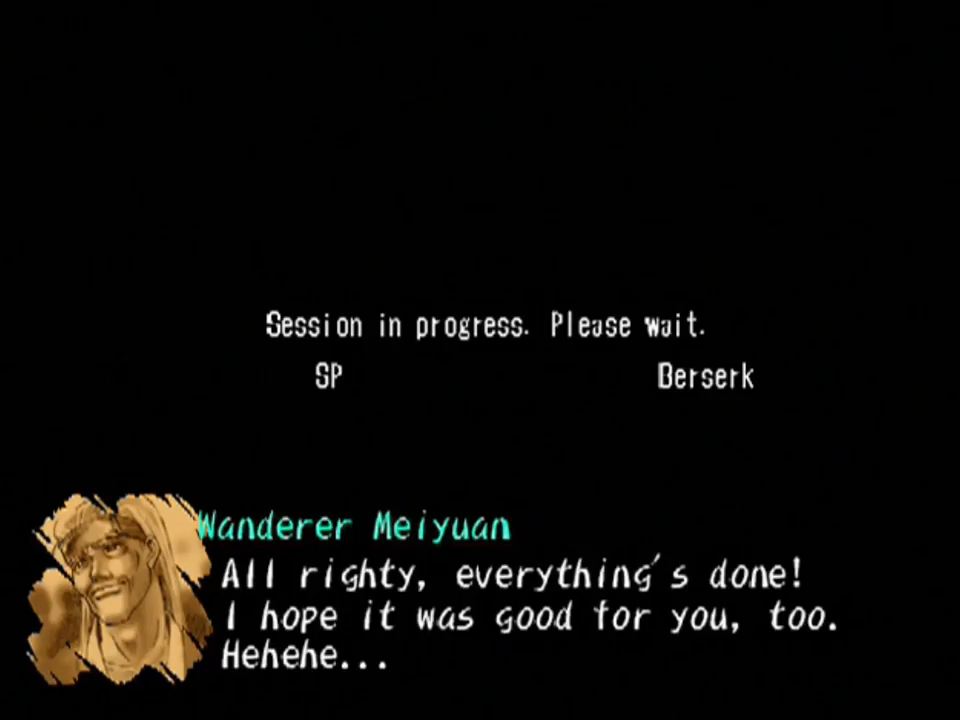 Session in progress. Please wait.
SP Berserk
Wanderer Meiyuan
All righty, everything's done!
I hope it was good for you, too.
Hehehe...